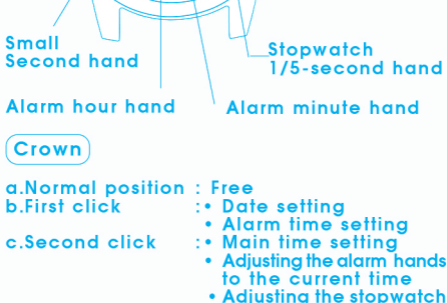 Small
Second hand
Stopwatch
1/5-second hand
Alarm hour hand
Alarm minute hand
Crown
a.Normal position : Free
b.First click :• Date setting
• Alarm time setting
c.Second click :• Main time setting
• Adjusting the alarm hands
to the current time
• Adjusting the stopwatch